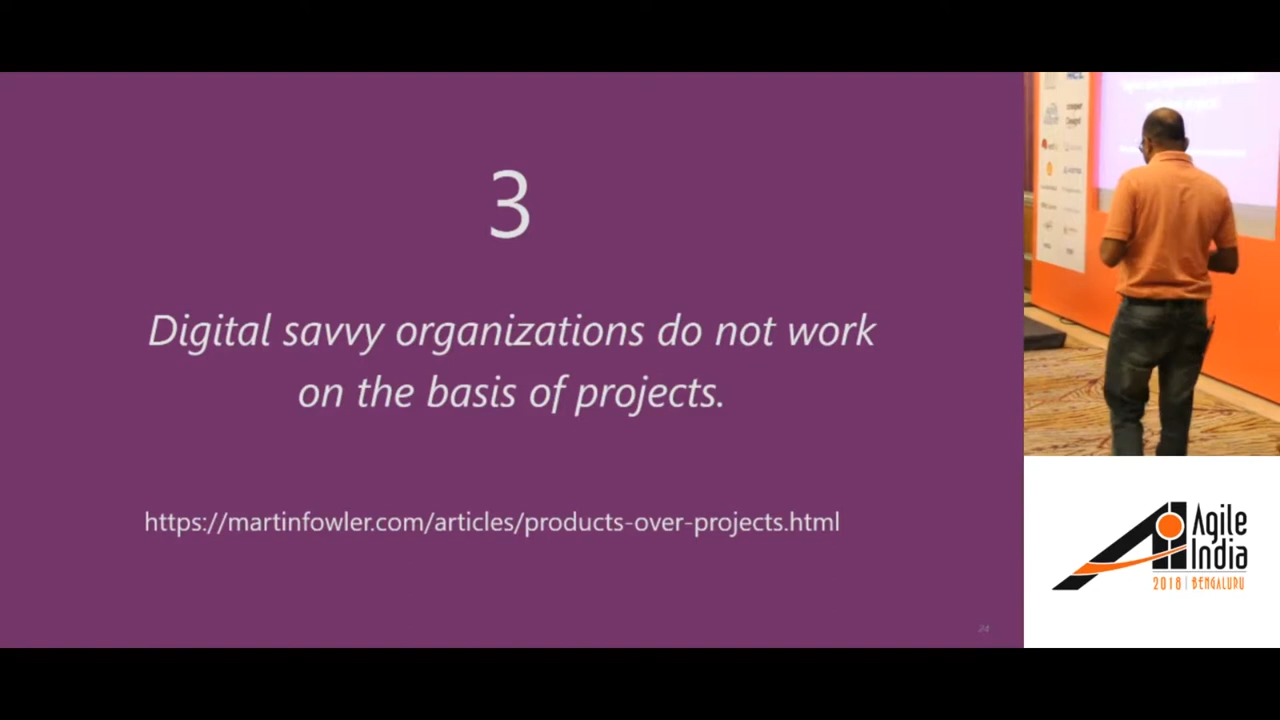 3
Digital savvy organizations do not work
on the basis of projects.
https://martinfowler.com/articles/products-over-projects.html
24
Agile
India
2018 | BENGALURU